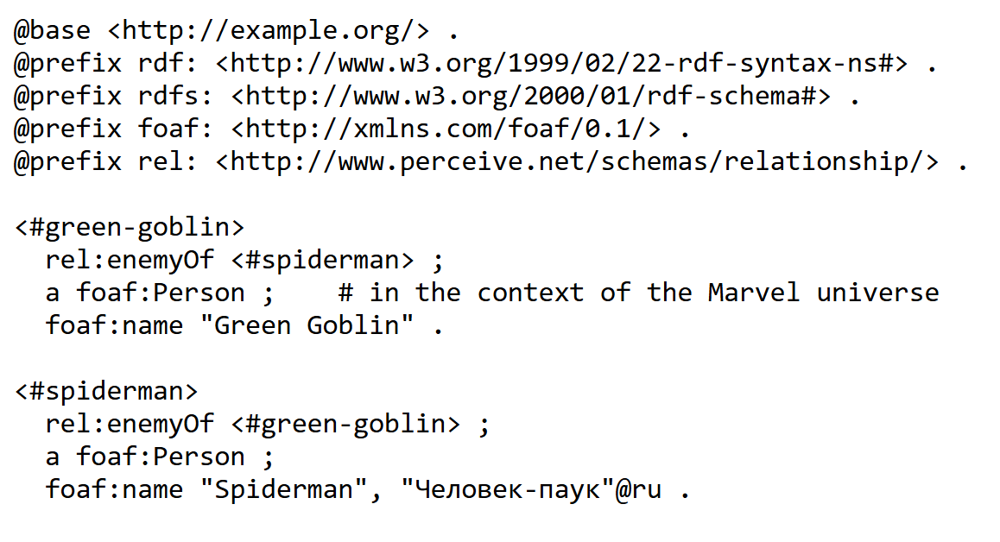 @base <http://example.org/> .
@prefix rdf: <http://www.w3.org/1999/02/22-rdf-syntax-ns#> .
@prefix rdfs: <http://www.w3.org/2000/01/rdf-schema#> .
@prefix foaf: <http://xmlns.com/foaf/0.1/> .
@prefix rel: <http://www.perceive.net/schemas/relationship/> .

<#green-goblin>
  rel:enemyOf <#spiderman> ;
  a foaf:Person ;    # in the context of the Marvel universe
  foaf:name "Green Goblin" .

<#spiderman>
  rel:enemyOf <#green-goblin> ;
  a foaf:Person ;
  foaf:name "Spiderman", "Человек-паук"@ru .